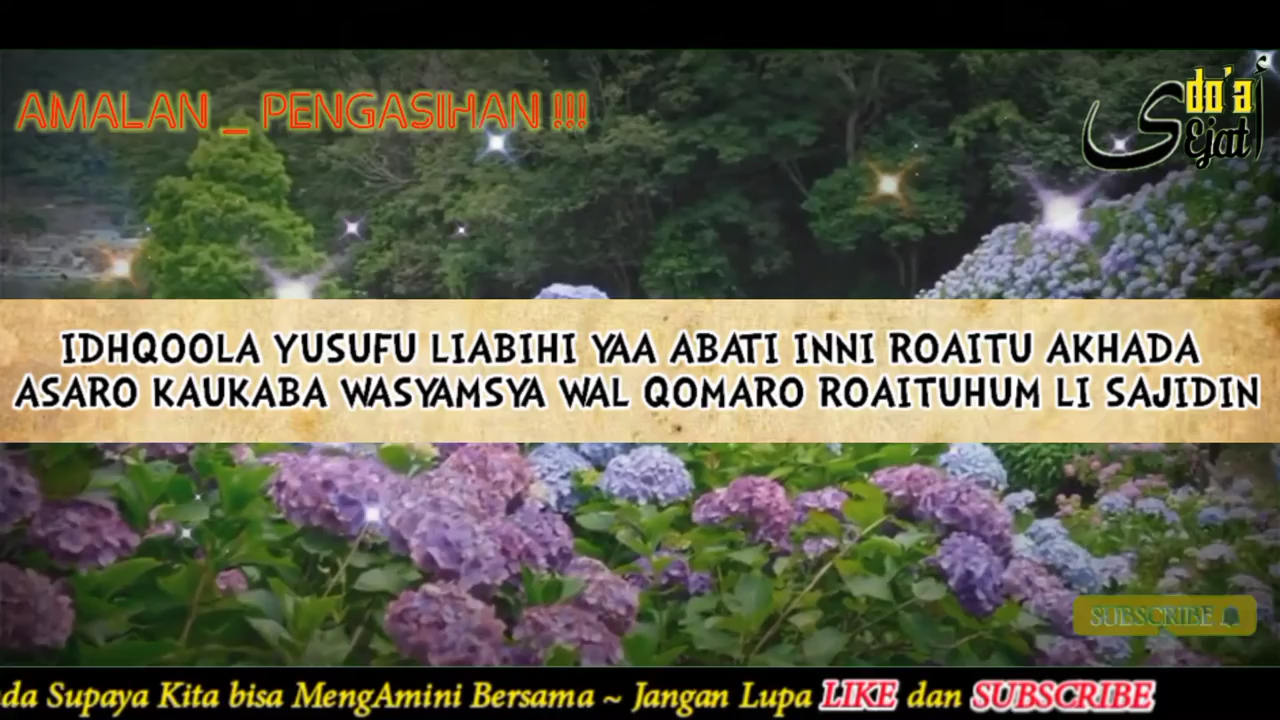 AMALAN _ PENGASIHAN !!!
do'a
Ejati
IDHQOOLA YUSUFU LIABIHI YAA ABATI INNI ROAITU AKHADA
ASARO KAUKABA WASYAMSYA WAL QOMARO ROAITUHUM LI SAJIDIN
SUBSCRIBE
da Supaya Kita bisa MengAmini Bersama ~ Jangan Lupa LIKE dan SUBSCRIBE